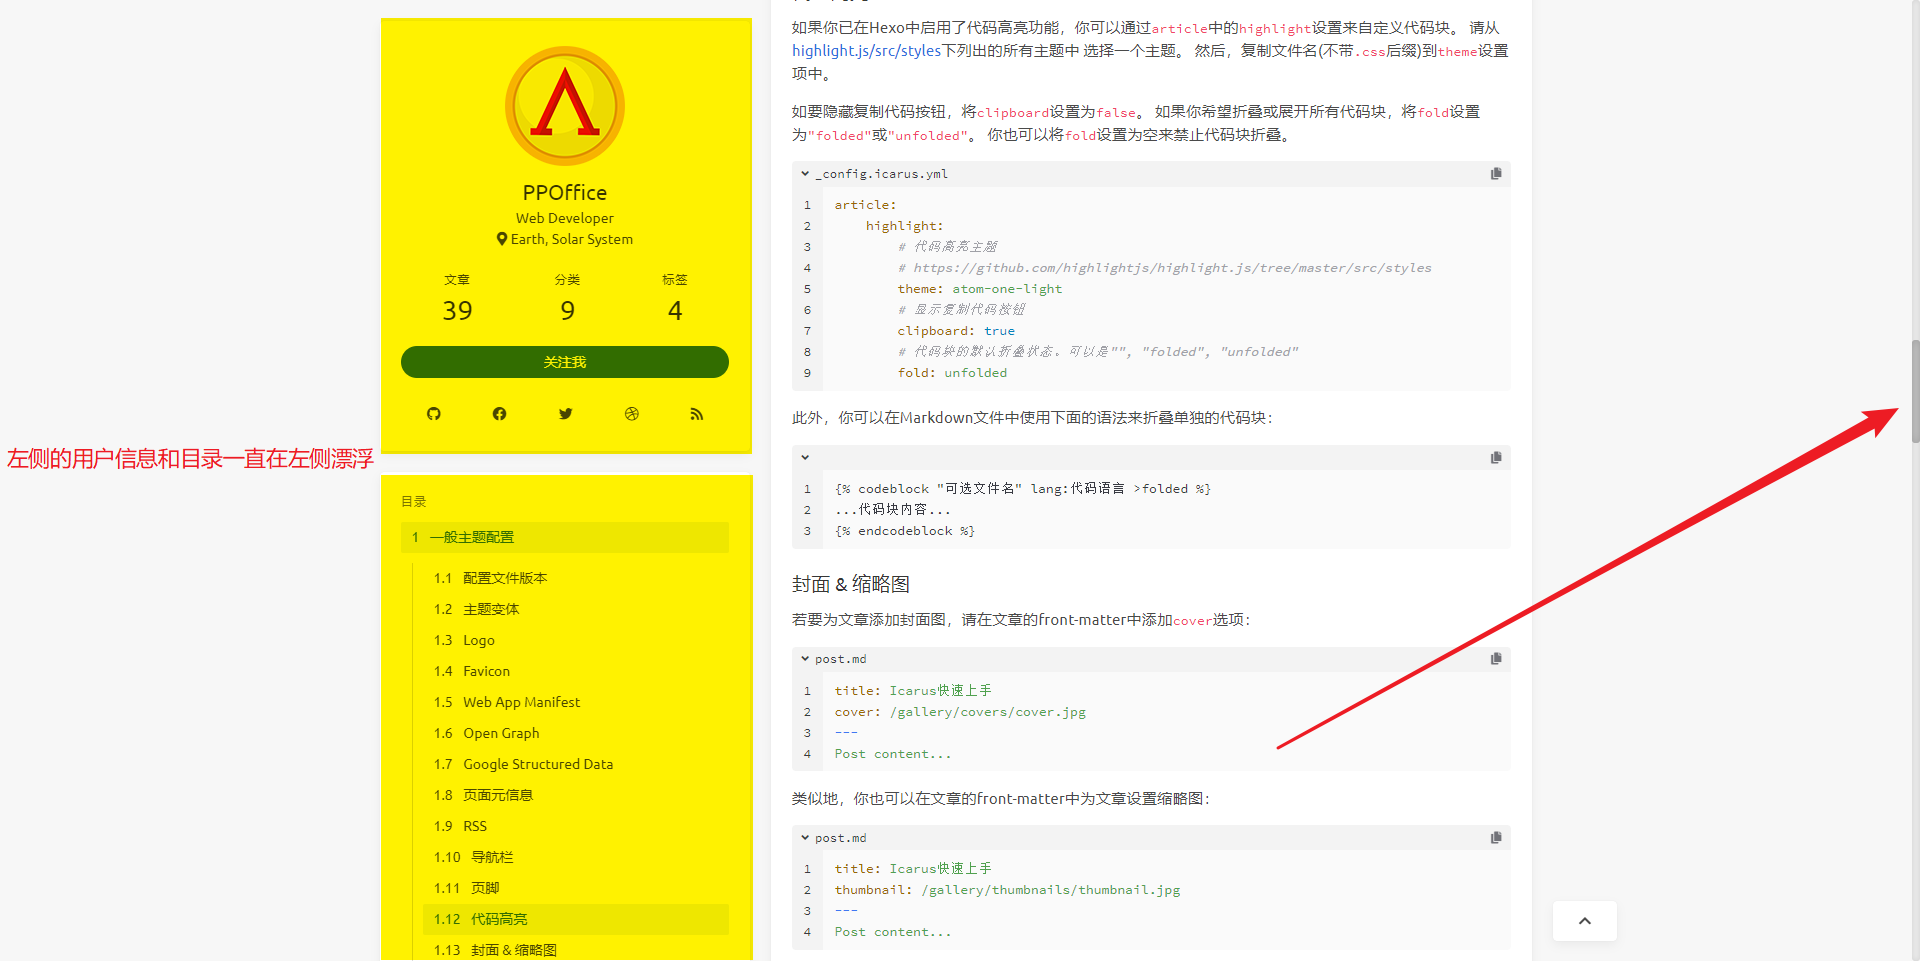 PPOffice
Web Developer
Earth, Solar System
文章 分类 标签
39 9 4
关注我
左侧的用户信息和目录一直在左侧漂浮
目录
1 一般主题配置
1.1 配置文件版本
1.2 主题变体
1.3 Logo
1.4 Favicon
1.5 Web App Manifest
1.6 Open Graph
1.7 Google Structured Data
1.8 页面元信息
1.9 RSS
1.10 导航栏
1.11 页脚
1.12 代码高亮
1.13 封面 & 缩略图
如果你已在Hexo中启用了代码高亮功能，你可以通过article中的highlight设置来自定义代码块。 请从
highlight.js/src/styles下列出的所有主题中 选择一个主题。 然后，复制文件名(不带.css后缀)到theme设置
项中。
如要隐藏复制代码按钮，将clipboard设置为false。 如果你希望折叠或展开所有代码块，将fold设置
为"folded"或"unfolded"。 你也可以将fold设置为空来禁止代码块折叠。
_config.icarus.yml
1 article:
2 highlight:
3 # 代码高亮主题
4 # https://github.com/highlightjs/highlight.js/tree/master/src/styles
5 theme: atom-one-light
6 # 显示复制代码按钮
7 clipboard: true
8 # 代码块的默认折叠状态。可以是"", "folded", "unfolded"
9 fold: unfolded
此外，你可以在Markdown文件中使用下面的语法来折叠单独的代码块：
1 {% codeblock "可选文件名" lang:代码语言 >folded %}
2 ...代码块内容...
3 {% endcodeblock %}
封面 & 缩略图
若要为文章添加封面图，请在文章的front-matter中添加cover选项：
post.md
1 title: Icarus快速上手
2 cover: /gallery/covers/cover.jpg
3 ---
4 Post content...
类似地，你也可以在文章的front-matter中为文章设置缩略图：
post.md
1 title: Icarus快速上手
2 thumbnail: /gallery/thumbnails/thumbnail.jpg
3 ---
4 Post content...